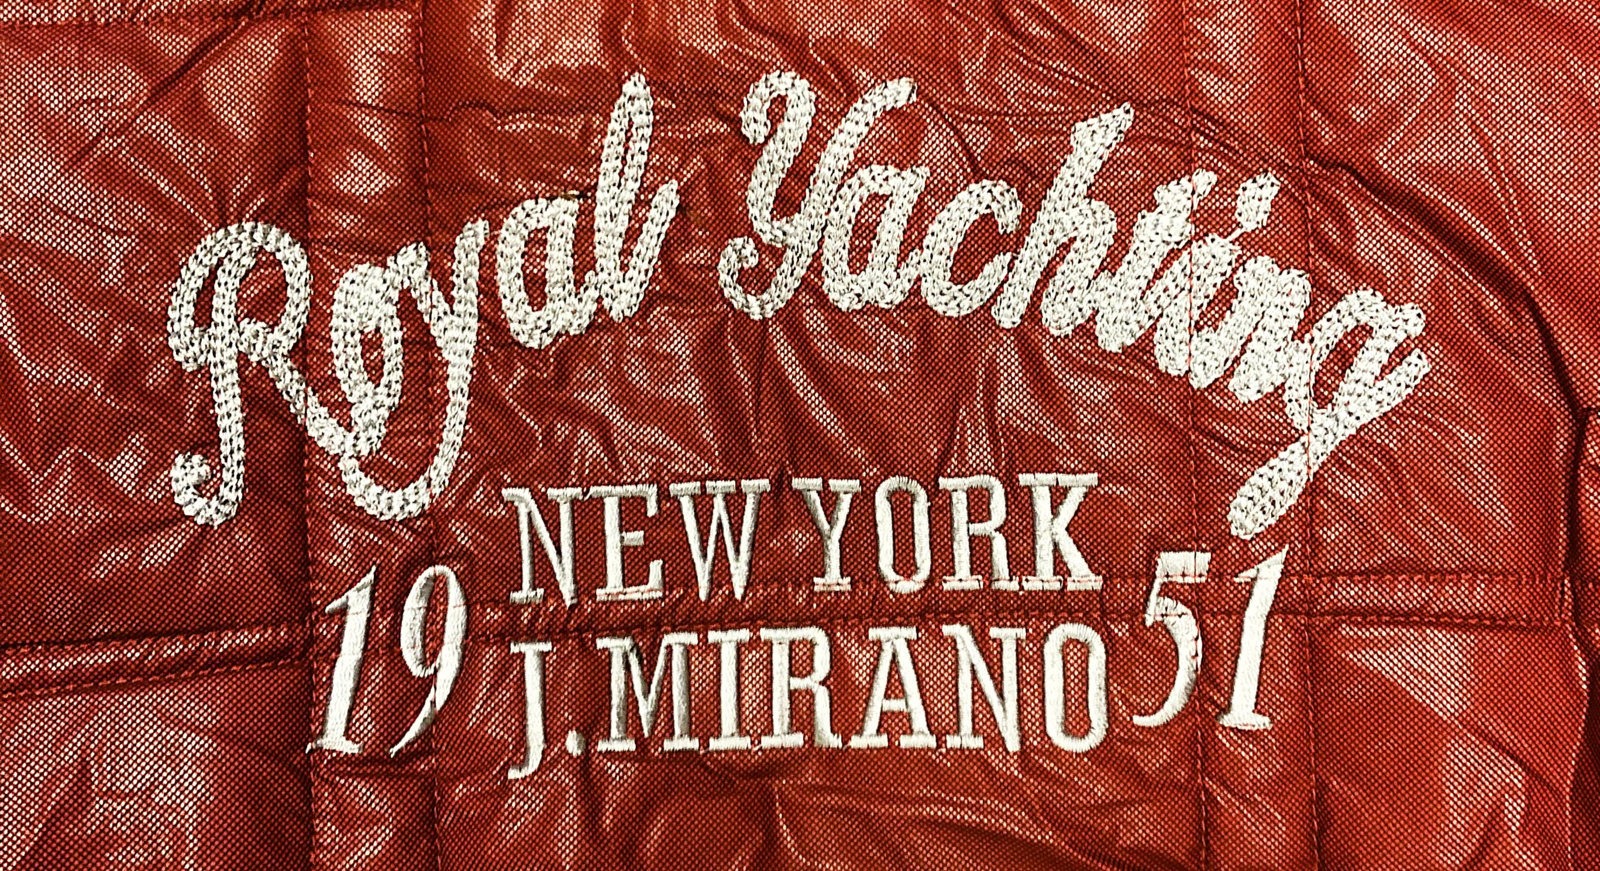 Royal Yachting
NEW YORK
19 51
J.MIRANO